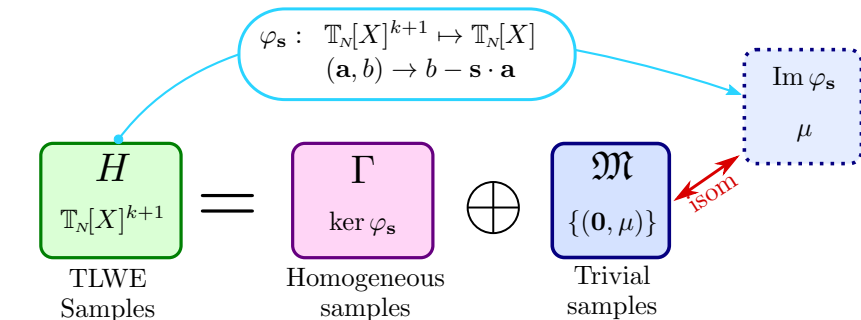 φ_𝐬 : 𝕋_N[X]^{k+1} ↦ 𝕋_N[X]
(𝐚, b) → b − 𝐬 · 𝐚
Im φ_𝐬
μ
isom
H
𝕋_N[X]^{k+1}
=
Γ
ker φ_𝐬
⊕
𝔐
{(𝟎, μ)}
TLWE
Samples
Homogeneous
samples
Trivial
samples